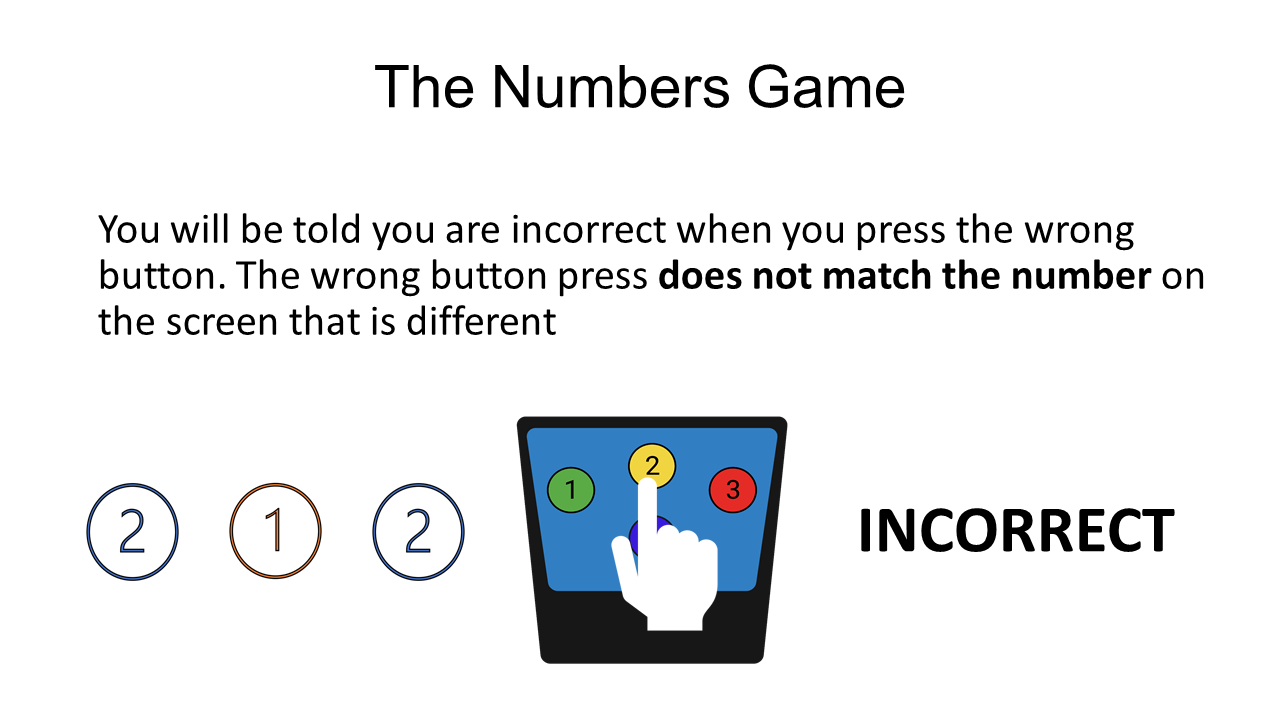 The Numbers Game
You will be told you are incorrect when you press the wrong
button. The wrong button press does not match the number on
the screen that is different
2 1 2
1 2 3
INCORRECT